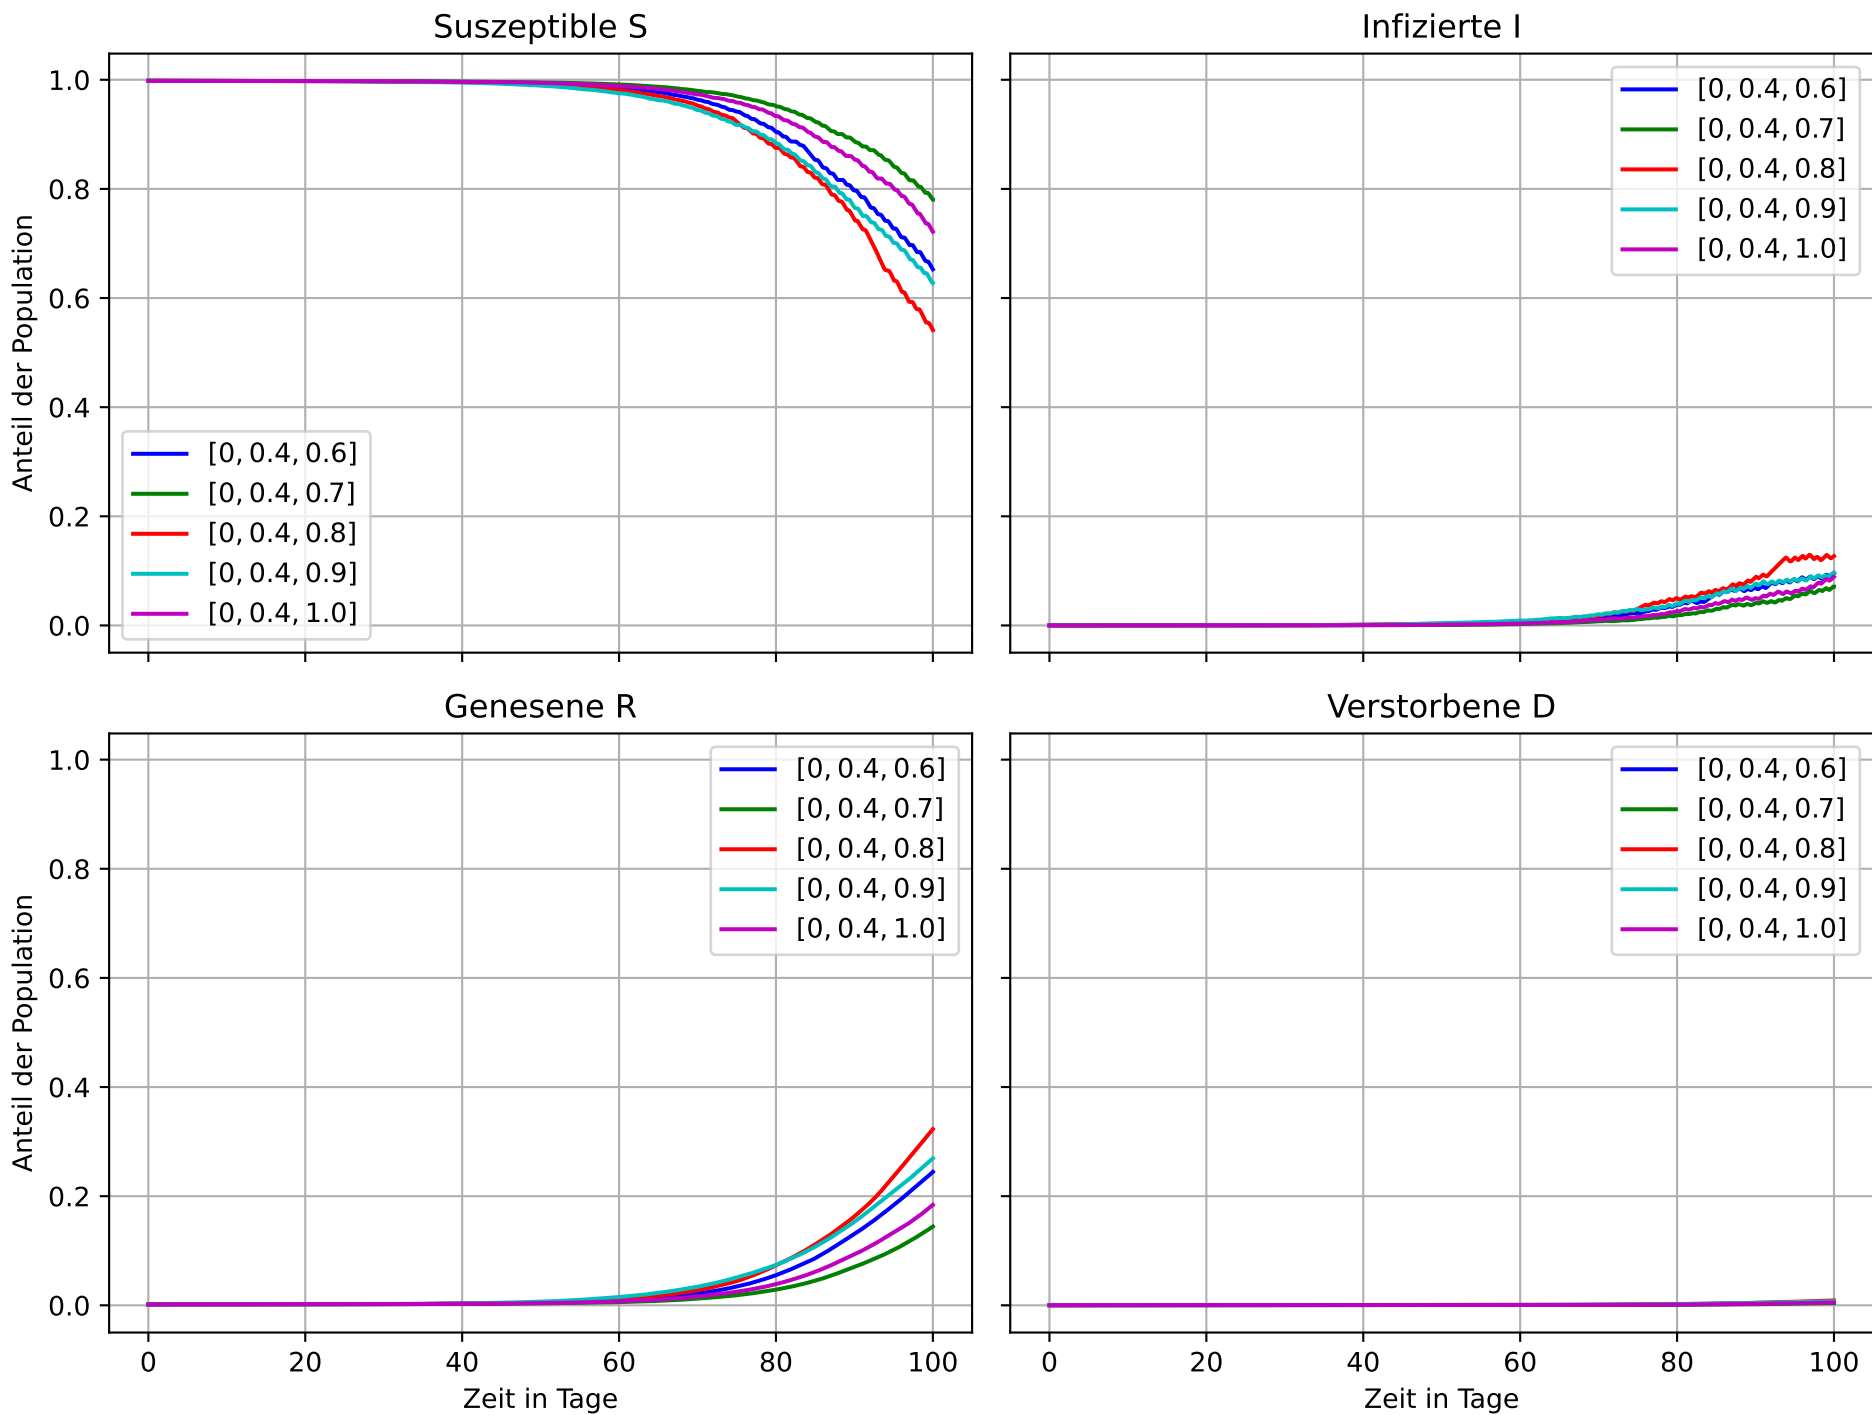 Suszeptible S
Infizierte I
Anteil der Population
1.0
0.8
0.6
0.4
0.2
0.0
[0, 0.4, 0.6]
[0, 0.4, 0.7]
[0, 0.4, 0.8]
[0, 0.4, 0.9]
[0, 0.4, 1.0]
[0, 0.4, 0.6]
[0, 0.4, 0.7]
[0, 0.4, 0.8]
[0, 0.4, 0.9]
[0, 0.4, 1.0]
Genesene R
Verstorbene D
Anteil der Population
1.0
0.8
0.6
0.4
0.2
0.0
[0, 0.4, 0.6]
[0, 0.4, 0.7]
[0, 0.4, 0.8]
[0, 0.4, 0.9]
[0, 0.4, 1.0]
[0, 0.4, 0.6]
[0, 0.4, 0.7]
[0, 0.4, 0.8]
[0, 0.4, 0.9]
[0, 0.4, 1.0]
0 20 40 60 80 100
0 20 40 60 80 100
Zeit in Tage
Zeit in Tage